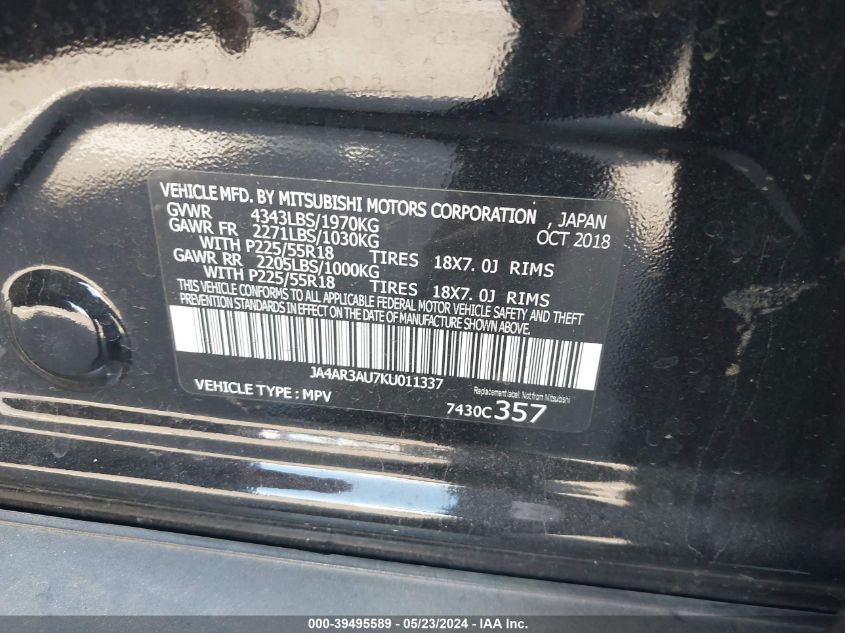 VEHICLE MFD. BY MITSUBISHI MOTORS CORPORATION , JAPAN
GVWR 4343LBS/1970KG OCT 2018
GAWR FR 2271LBS/1030KG
WITH P225/55R18 TIRES 18X7.0J RIMS
GAWR RR 2205LBS/1000KG
WITH P225/55R18 TIRES 18X7.0J RIMS
THIS VEHICLE CONFORMS TO ALL APPLICABLE FEDERAL MOTOR VEHICLE SAFETY AND THEFT
PREVENTION STANDARDS IN EFFECT ON THE DATE OF MANUFACTURE SHOWN ABOVE.
JA4AR3AU7KU011337
Replacement label: Not from Mitsubishi
VEHICLE TYPE : MPV 7430C357
000-39495589 - 05/23/2024 - IAA Inc.